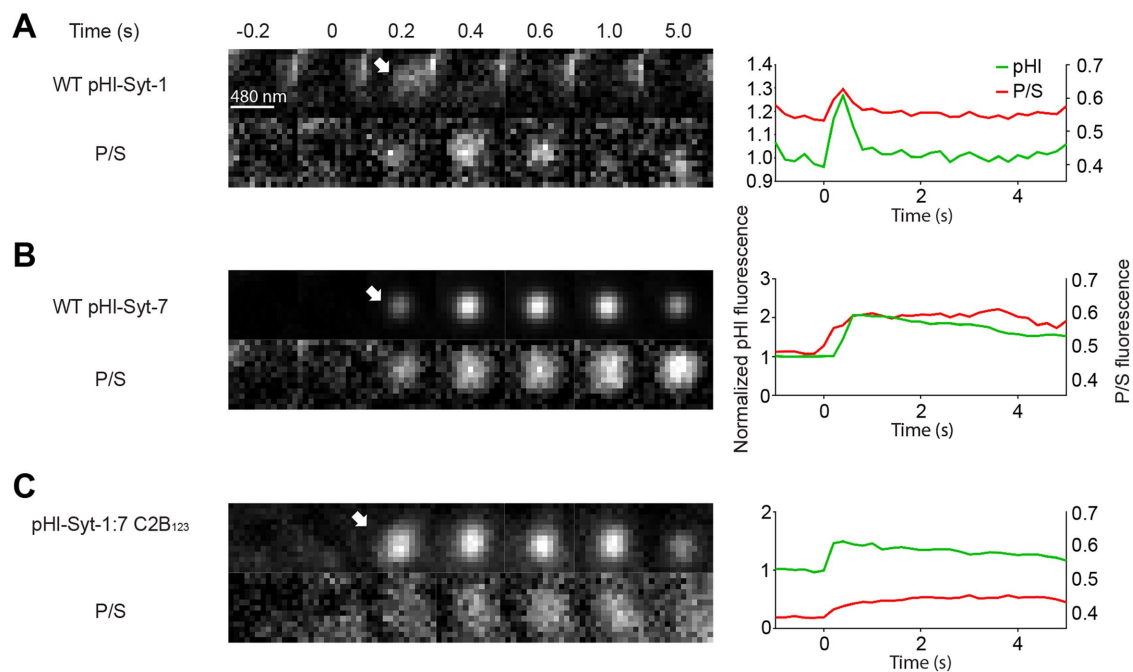 A
Time (s) -0.2 0 0.2 0.4 0.6 1.0 5.0
WT pHI-Syt-1
480 nm
P/S
1.4
1.3
1.2
1.1
1.0
0.9
pHI
P/S
0.7
0.6
0.5
0.4
0 2 4
Time (s)
B
WT pHI-Syt-7
P/S
Normalized pHI fluorescence
3
2
1
0
0.7
0.6
0.5
0.4
P/S fluorescence
0 2 4
Time (s)
C
pHI-Syt-1:7 C2B₁₂₃
P/S
2
1
0
0.7
0.6
0.5
0.4
0 2 4
Time (s)